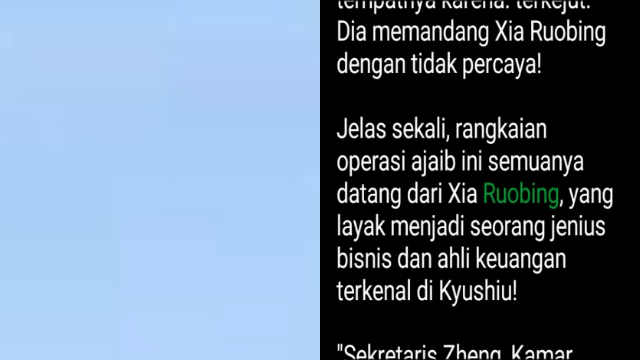 tempatnya karena. terkejut.
Dia memandang Xia Ruobing
dengan tidak percaya!
Jelas sekali, rangkaian
operasi ajaib ini semuanya
datang dari Xia Ruobing, yang
layak menjadi seorang jenius
bisnis dan ahli keuangan
terkenal di Kyushiu!
"Sekretaris Zheng, Kamar